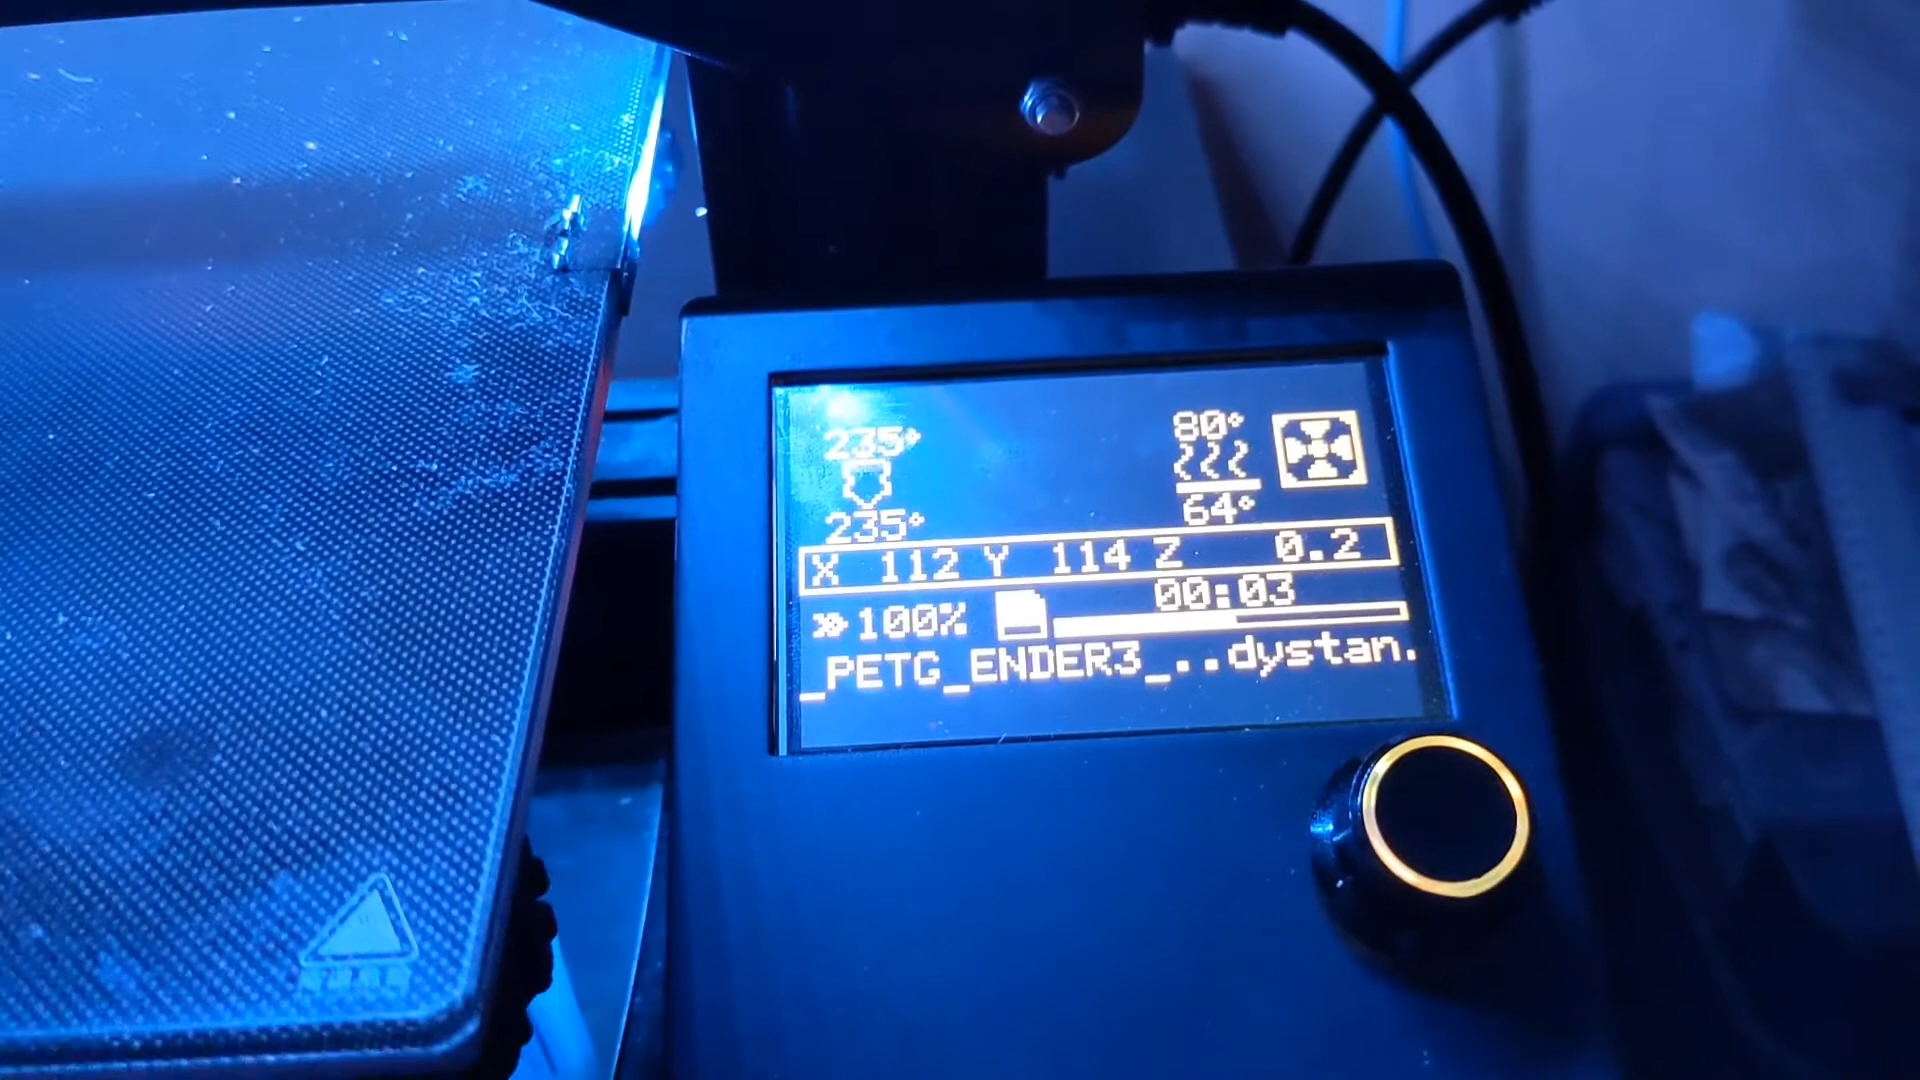 235° 80°
235° 64°
X 112 Y 114 Z 0.2
00:03
»100%
_PETG_ENDER3_..dystan.